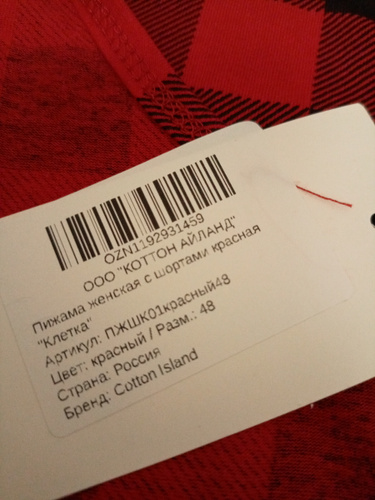 OZN1192931459
ООО "КОТТОН АЙЛАНД"
Пижама женская с шортами красная
"Клетка"
Артикул: ПЖШК01красный48
Цвет: красный / Разм.: 48
Страна: Россия
Бренд: Cotton Island